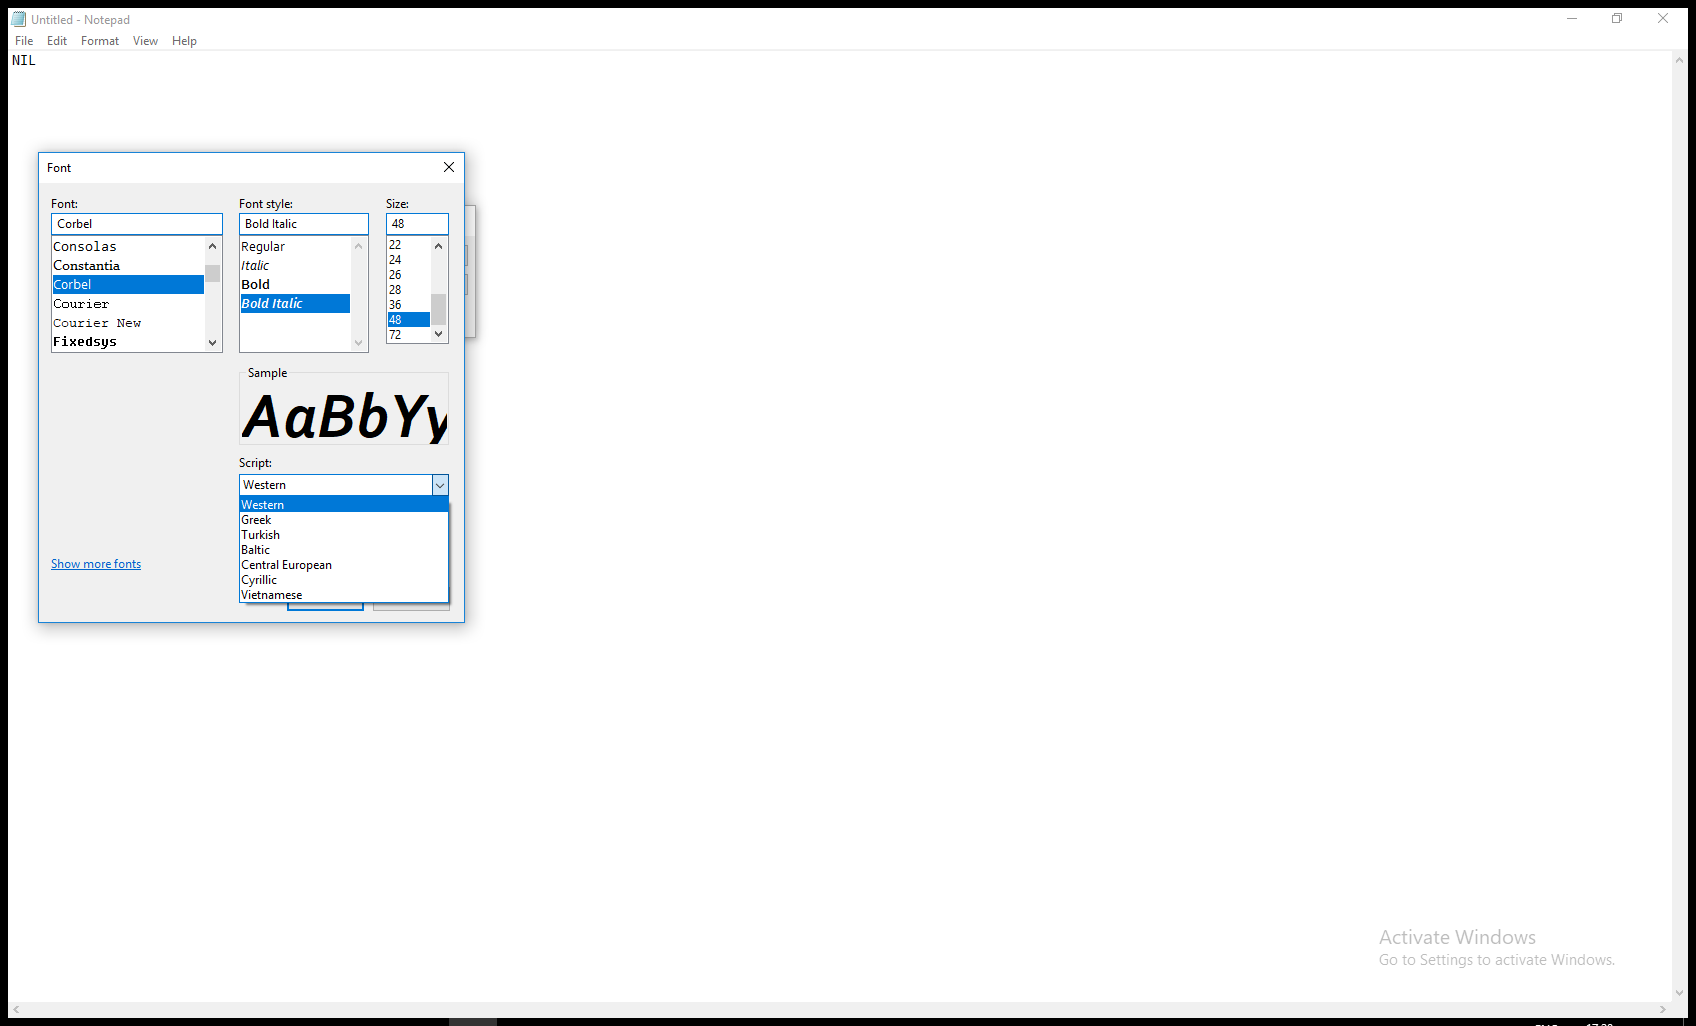 Untitled - Notepad
File Edit Format View Help
NIL
Font
Font:
Corbel
Consolas
Constantia
Corbel
Courier
Courier New
Fixedsys
Font style:
Bold Italic
Regular
Italic
Bold
Bold Italic
Size:
48
22
24
26
28
36
48
72
Sample
AaBbYy
Script:
Western
Western
Greek
Turkish
Baltic
Central European
Cyrillic
Vietnamese
Show more fonts
Activate Windows
Go to Settings to activate Windows.